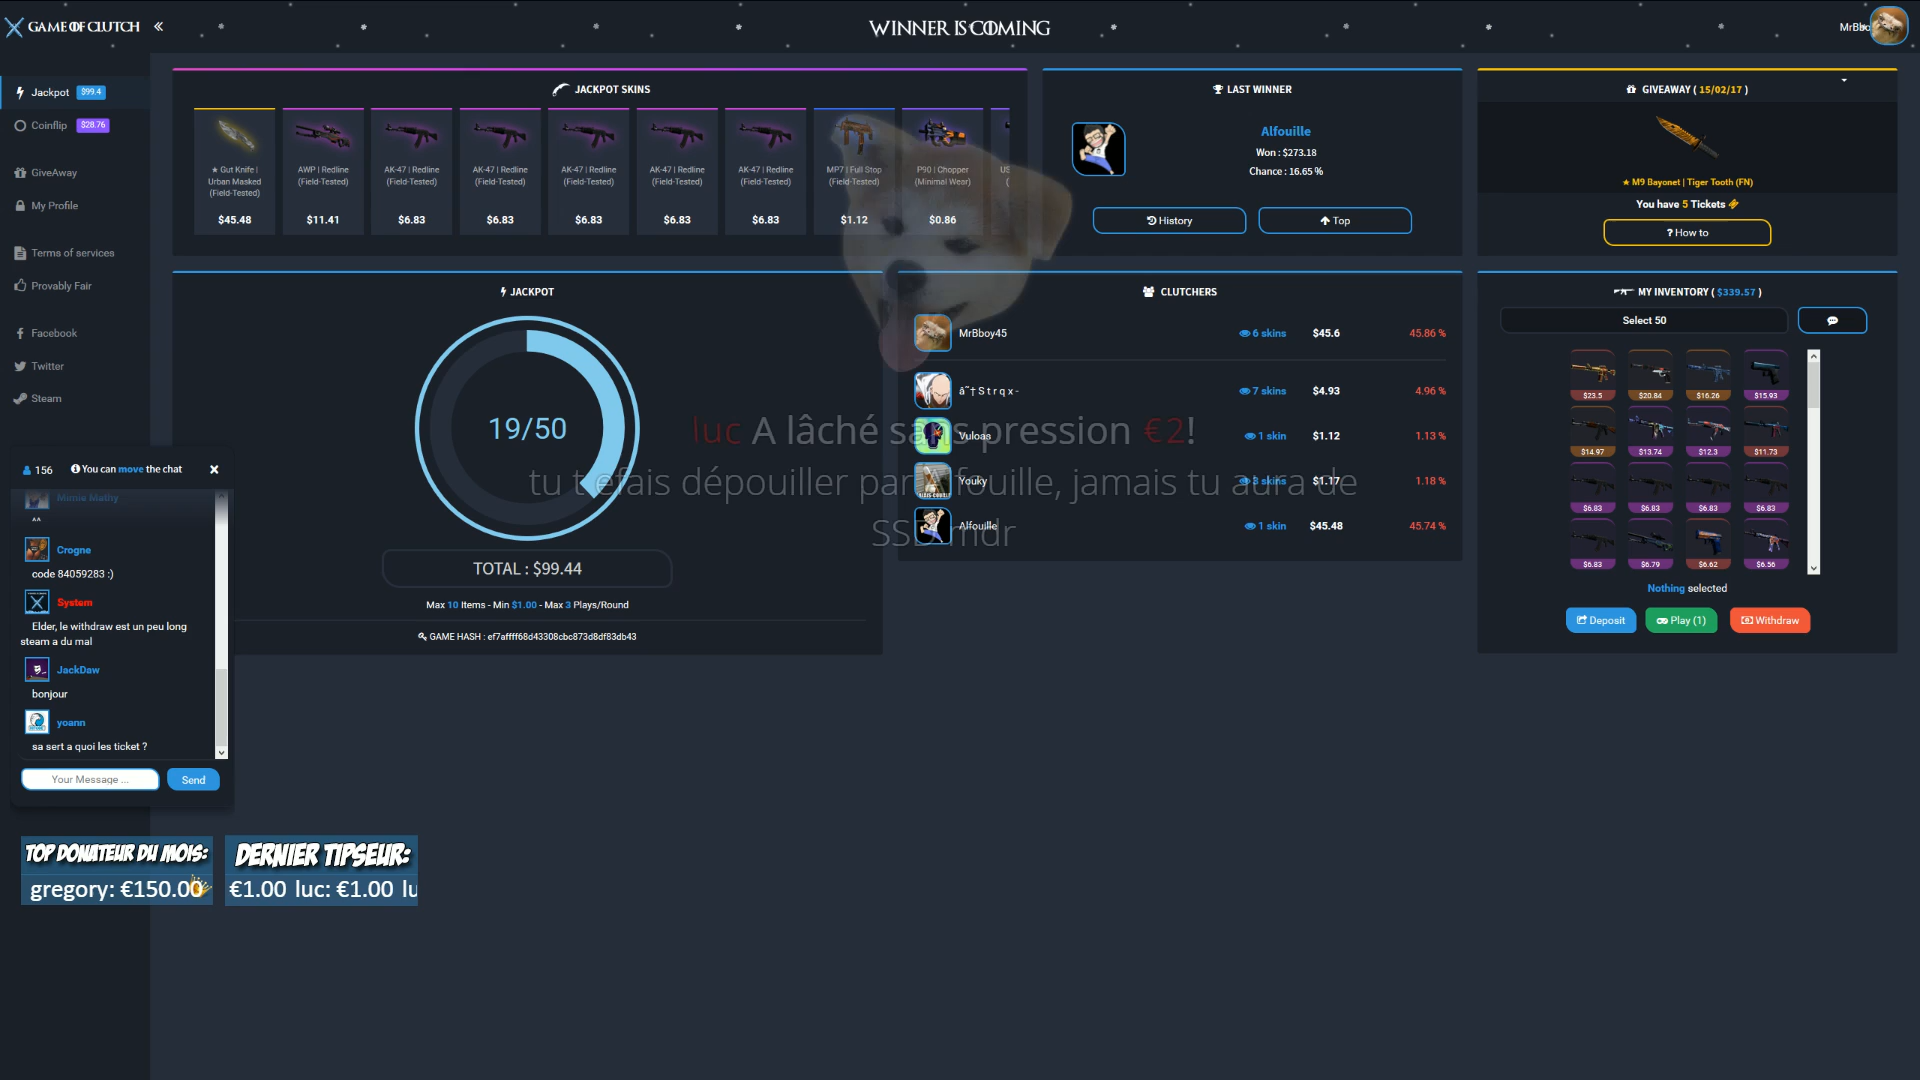 GAME OF CLUTCH
WINNER IS COMING
Jackpot $99.4
Coinflip $28.76
GiveAway
My Profile
Terms of services
Provably Fair
Facebook
Twitter
Steam
JACKPOT SKINS
★ Gut Knife | Urban Masked (Field-Tested)
$45.48
AWP | Redline (Field-Tested)
$11.41
AK-47 | Redline (Field-Tested)
$6.83
AK-47 | Redline (Field-Tested)
$6.83
AK-47 | Redline (Field-Tested)
$6.83
AK-47 | Redline (Field-Tested)
$6.83
AK-47 | Redline (Field-Tested)
$6.83
MP7 | Full Stop (Field-Tested)
$1.12
P90 | Chopper (Minimal Wear)
$0.86
LAST WINNER
Alfouille
Won : $273.18
Chance : 16.65 %
History
Top
GIVEAWAY ( 15/02/17 )
★ M9 Bayonet | Tiger Tooth (FN)
You have 5 Tickets
? How to
JACKPOT
19/50
TOTAL : $99.44
Max 10 Items - Min $1.00 - Max 3 Plays/Round
GAME HASH : ef7affff68d43308cbc873d8df83db43
CLUTCHERS
MrBboy45 6 skins $45.6 45.86 %
â˜† S t r q x - 7 skins $4.93 4.96 %
Vuloas 1 skin $1.12 1.13 %
Youky 3 skins $1.17 1.18 %
Alfouille 1 skin $45.48 45.74 %
luc A lâché sans pression €2!
tu t efais dépouiller par Alfouille, jamais tu aura de
SSD mdr
MY INVENTORY ( $339.57 )
Select 50
$23.5 $20.84 $16.26 $15.93
$14.97 $13.74 $12.3 $11.73
$6.83 $6.83 $6.83 $6.83
$6.83 $6.79 $6.62 $6.56
Nothing selected
Deposit
Play (1)
Withdraw
156
You can move the chat
Mimie Mathy
^^
Crogne
code 84059283 :)
System
Elder, le withdraw est un peu long
steam a du mal
JackDaw
bonjour
yoann
sa sert a quoi les ticket ?
Your Message ...
Send
TOP DONATEUR DU MOIS:
gregory: €150.00
DERNIER TIPSEUR:
€1.00 luc: €1.00 lu